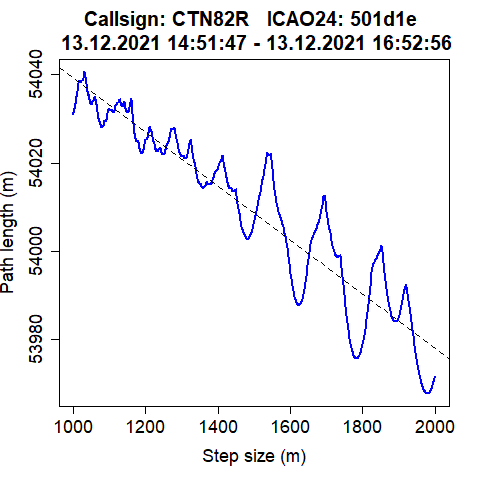 Callsign: CTN82R   ICAO24: 501d1e
13.12.2021 14:51:47 - 13.12.2021 16:52:56
Path length (m)
54040
54020
54000
53980
1000 1200 1400 1600 1800 2000
Step size (m)